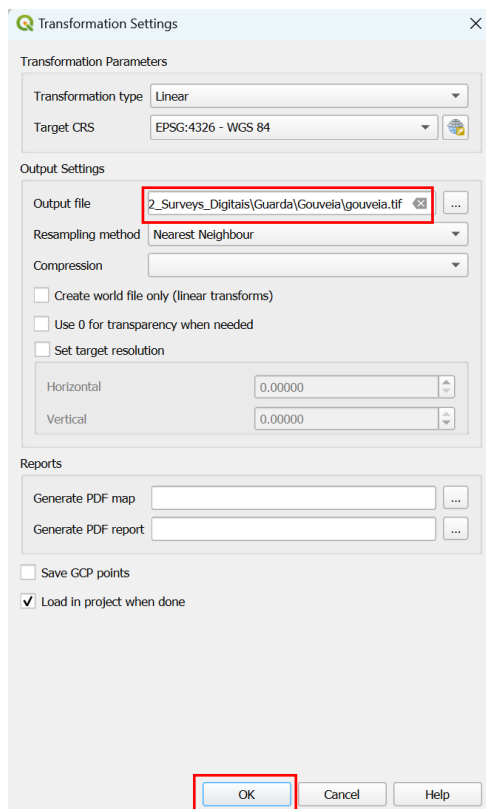 Transformation Settings
Transformation Parameters
Transformation type Linear
Target CRS EPSG:4326 - WGS 84
Output Settings
Output file 2_Surveys_Digitais\Guarda\Gouveia\gouveia.tif ...
Resampling method Nearest Neighbour
Compression
Create world file only (linear transforms)
Use 0 for transparency when needed
Set target resolution
Horizontal 0.00000
Vertical 0.00000
Reports
Generate PDF map ...
Generate PDF report ...
Save GCP points
Load in project when done
OK Cancel Help